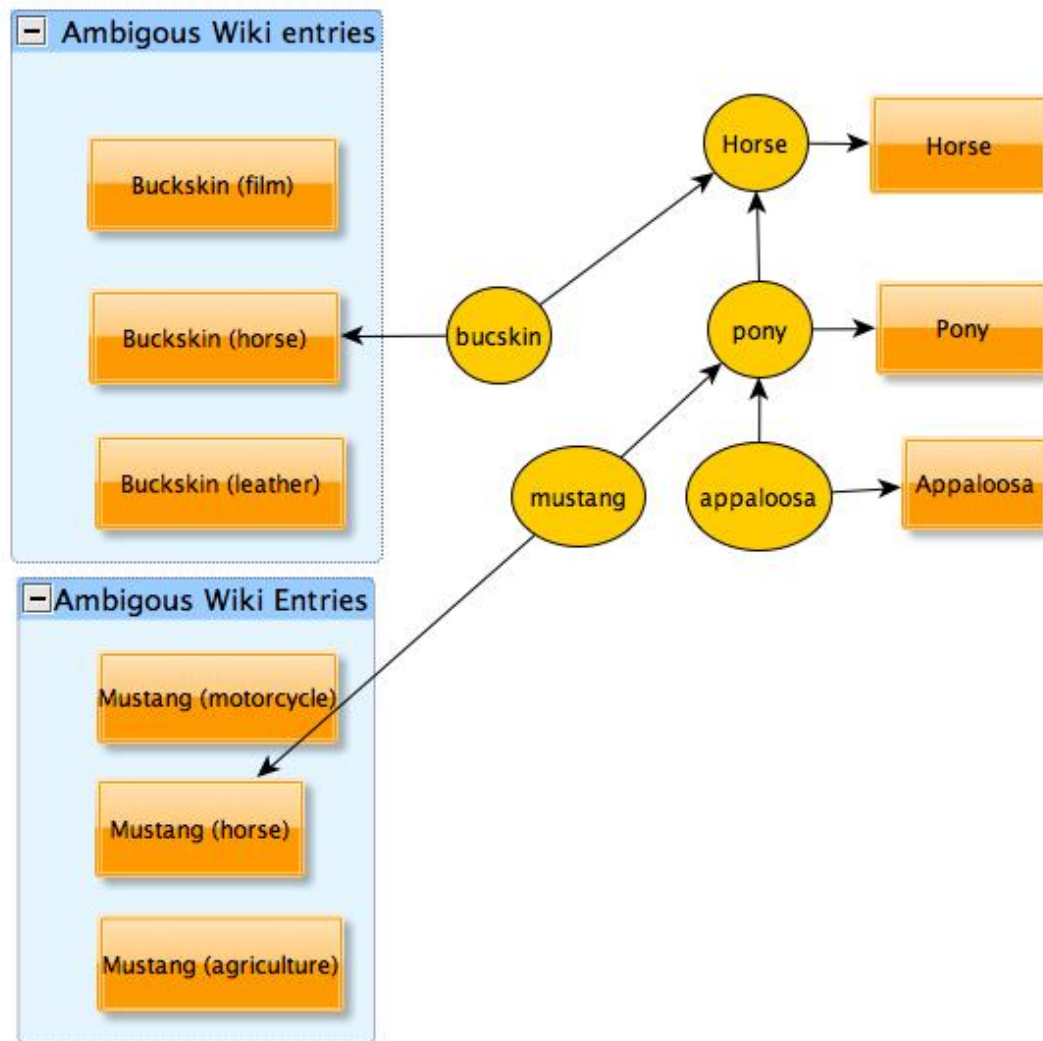 Ambigous Wiki entries
Buckskin (film)
Buckskin (horse)
Buckskin (leather)
Horse
Horse
bucskin
pony
Pony
mustang
appaloosa
Appaloosa
Ambigous Wiki Entries
Mustang (motorcycle)
Mustang (horse)
Mustang (agriculture)